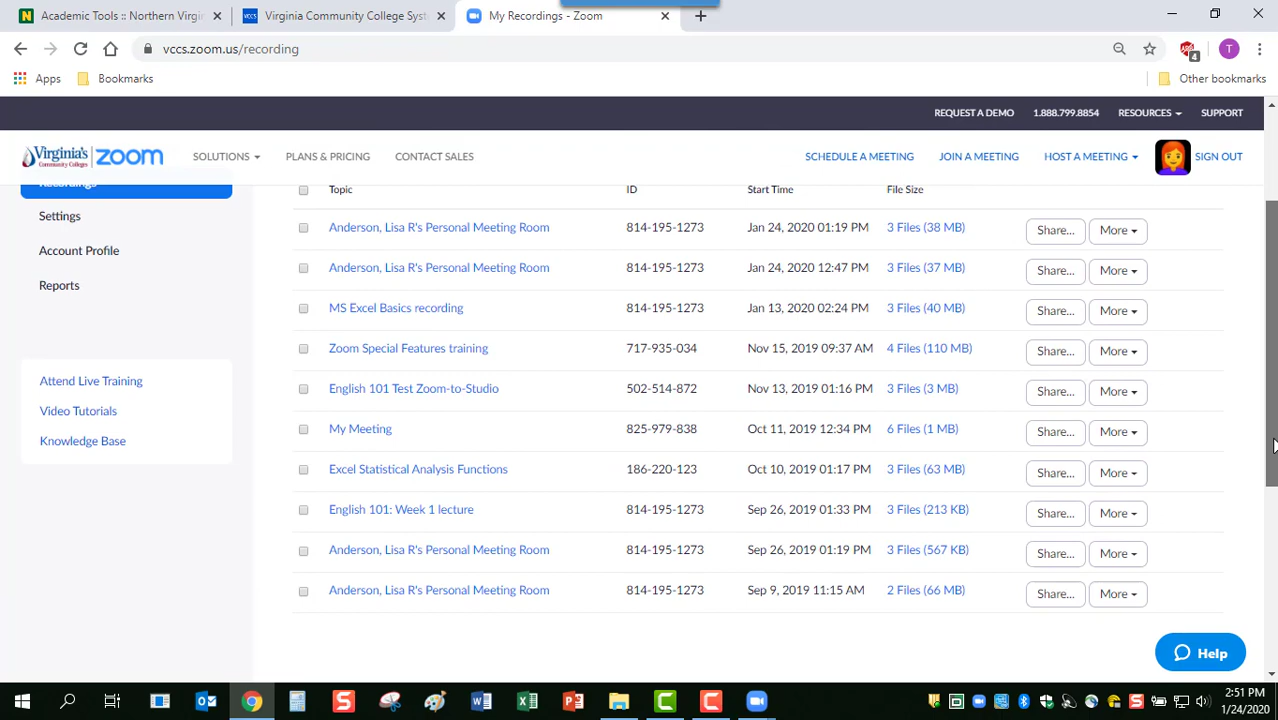 Academic Tools :: Northern Virgi
Virginia Community College Syst
My Recordings - Zoom
vccs.zoom.us/recording
4
T
Apps
Bookmarks
Other bookmarks
REQUEST A DEMO
1.888.799.8854
RESOURCES
SUPPORT
Virginia's Community Colleges
zoom
SOLUTIONS
PLANS & PRICING
CONTACT SALES
SCHEDULE A MEETING
JOIN A MEETING
HOST A MEETING
SIGN OUT
Recordings
Settings
Account Profile
Reports
Attend Live Training
Video Tutorials
Knowledge Base
Topic ID Start Time File Size
Anderson, Lisa R's Personal Meeting Room 814-195-1273 Jan 24, 2020 01:19 PM 3 Files (38 MB) Share... More
Anderson, Lisa R's Personal Meeting Room 814-195-1273 Jan 24, 2020 12:47 PM 3 Files (37 MB) Share... More
MS Excel Basics recording 814-195-1273 Jan 13, 2020 02:24 PM 3 Files (40 MB) Share... More
Zoom Special Features training 717-935-034 Nov 15, 2019 09:37 AM 4 Files (110 MB) Share... More
English 101 Test Zoom-to-Studio 502-514-872 Nov 13, 2019 01:16 PM 3 Files (3 MB) Share... More
My Meeting 825-979-838 Oct 11, 2019 12:34 PM 6 Files (1 MB) Share... More
Excel Statistical Analysis Functions 186-220-123 Oct 10, 2019 01:17 PM 3 Files (63 MB) Share... More
English 101: Week 1 lecture 814-195-1273 Sep 26, 2019 01:33 PM 3 Files (213 KB) Share... More
Anderson, Lisa R's Personal Meeting Room 814-195-1273 Sep 26, 2019 01:19 PM 3 Files (567 KB) Share... More
Anderson, Lisa R's Personal Meeting Room 814-195-1273 Sep 9, 2019 11:15 AM 2 Files (66 MB) Share... More
Help
2:51 PM
1/24/2020